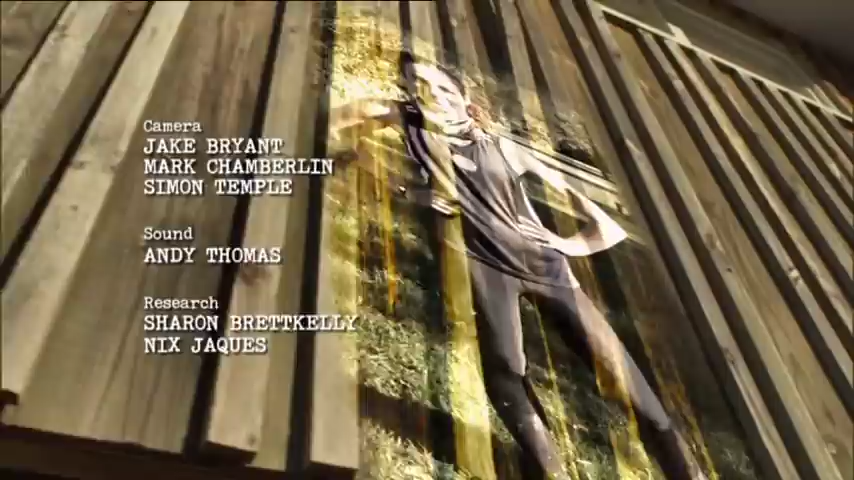 Camera
JAKE BRYANT
MARK CHAMBERLIN
SIMON TEMPLE
Sound
ANDY THOMAS
Research
SHARON BRETTKELLY
NIX JAQUES